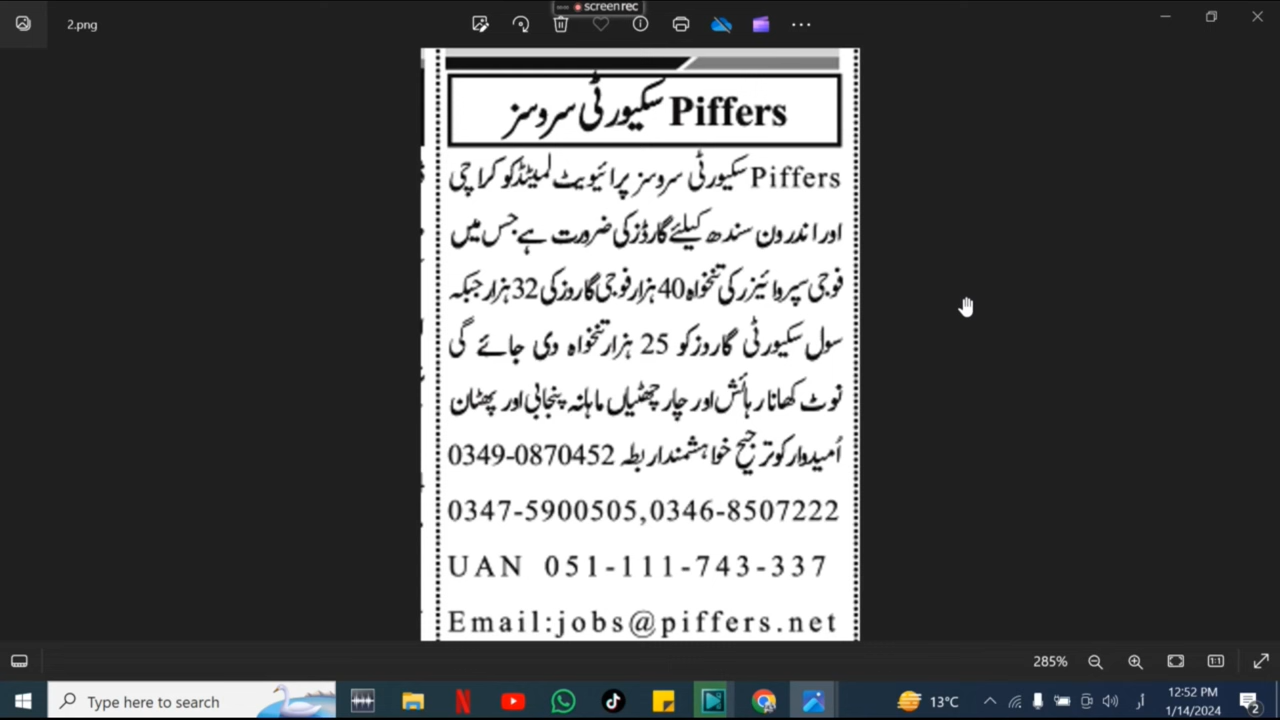 screenrec
2.png
Piffers سکیورٹی سروسز
Piffers سکیورٹی سروسز پرائیویٹ لمیٹڈ کو کراچی
اور اندرون سندھ کیلئے گارڈز کی ضرورت ہے جس میں
فوجی سپروائیزر کی تنخواہ 40 ہزار فوجی گاروز کی 32 ہزار جبکہ
سول سکیورٹی گاروز کو 25 ہزار تنخواہ دی جائے گی
نوٹ کھانا رہائش اور چار چھٹیاں ماہانہ پنجابی اور پٹھان
اُمیدوار کو ترجیح خواہشمند رابطہ 0349-0870452
0347-5900505,0346-8507222
UAN 051-111-743-337
Email:jobs@piffers.net
285%
Type here to search
13°C
أر
12:52 PM
1/14/2024
2